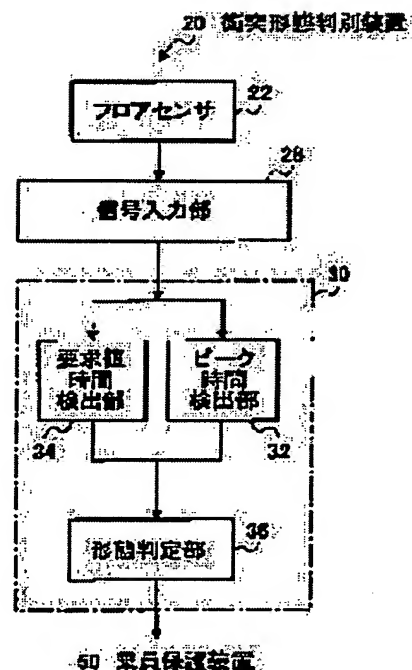 20 衝突形態判別装置
フロアセンサ
22
28
信号入力部
30
要求値
時間
検出部
ピーク
時間
検出部
34
32
形態判定部
36
50 乗員保護装置